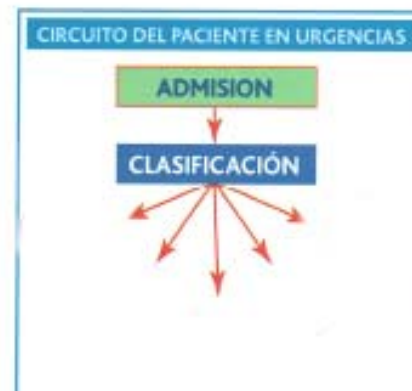 CIRCUITO DEL PACIENTE EN URGENCIAS
ADMISION
CLASIFICACIÓN